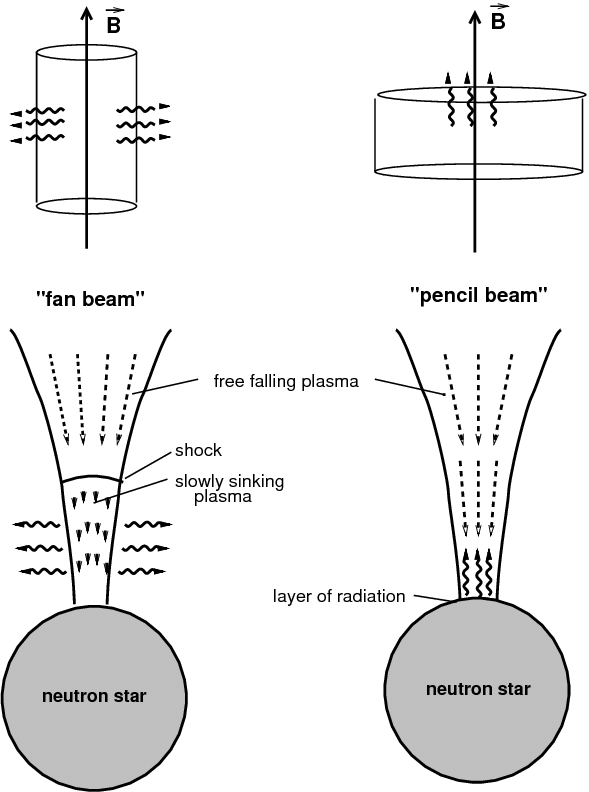 B
B
"fan beam"
"pencil beam"
free falling plasma
shock
slowly sinking
plasma
layer of radiation
neutron star
neutron star